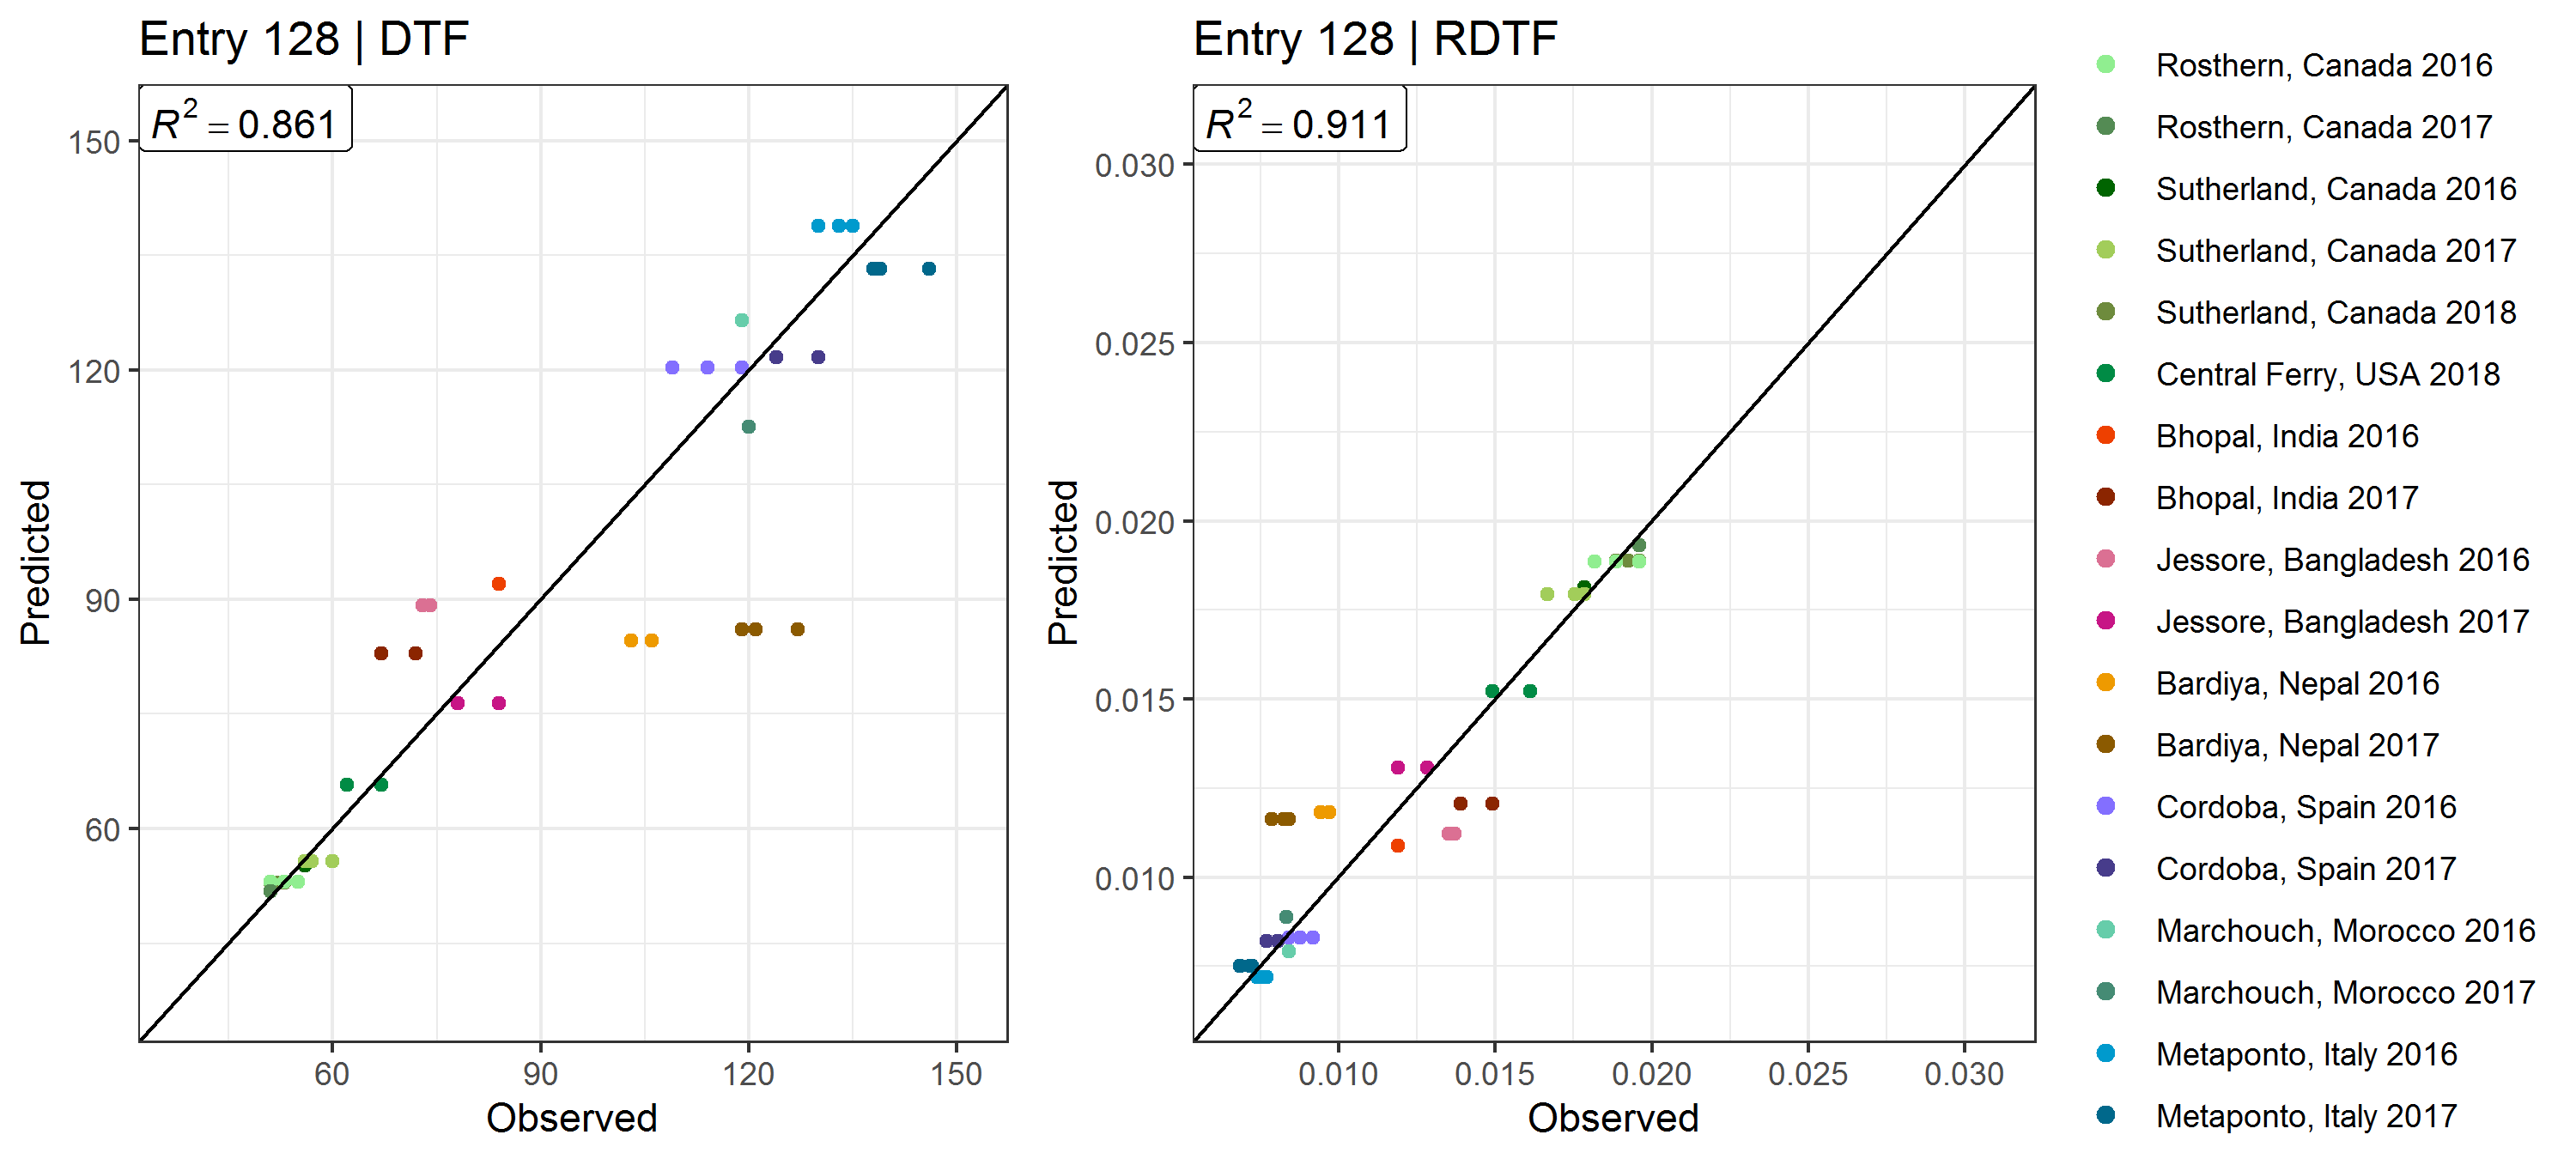 Entry 128 | DTF
R² = 0.861
150
120
90
60
Predicted
60 90 120 150
Observed
Entry 128 | RDTF
R² = 0.911
0.030
0.025
0.020
0.015
0.010
Predicted
0.010 0.015 0.020 0.025 0.030
Observed
Rosthern, Canada 2016
Rosthern, Canada 2017
Sutherland, Canada 2016
Sutherland, Canada 2017
Sutherland, Canada 2018
Central Ferry, USA 2018
Bhopal, India 2016
Bhopal, India 2017
Jessore, Bangladesh 2016
Jessore, Bangladesh 2017
Bardiya, Nepal 2016
Bardiya, Nepal 2017
Cordoba, Spain 2016
Cordoba, Spain 2017
Marchouch, Morocco 2016
Marchouch, Morocco 2017
Metaponto, Italy 2016
Metaponto, Italy 2017